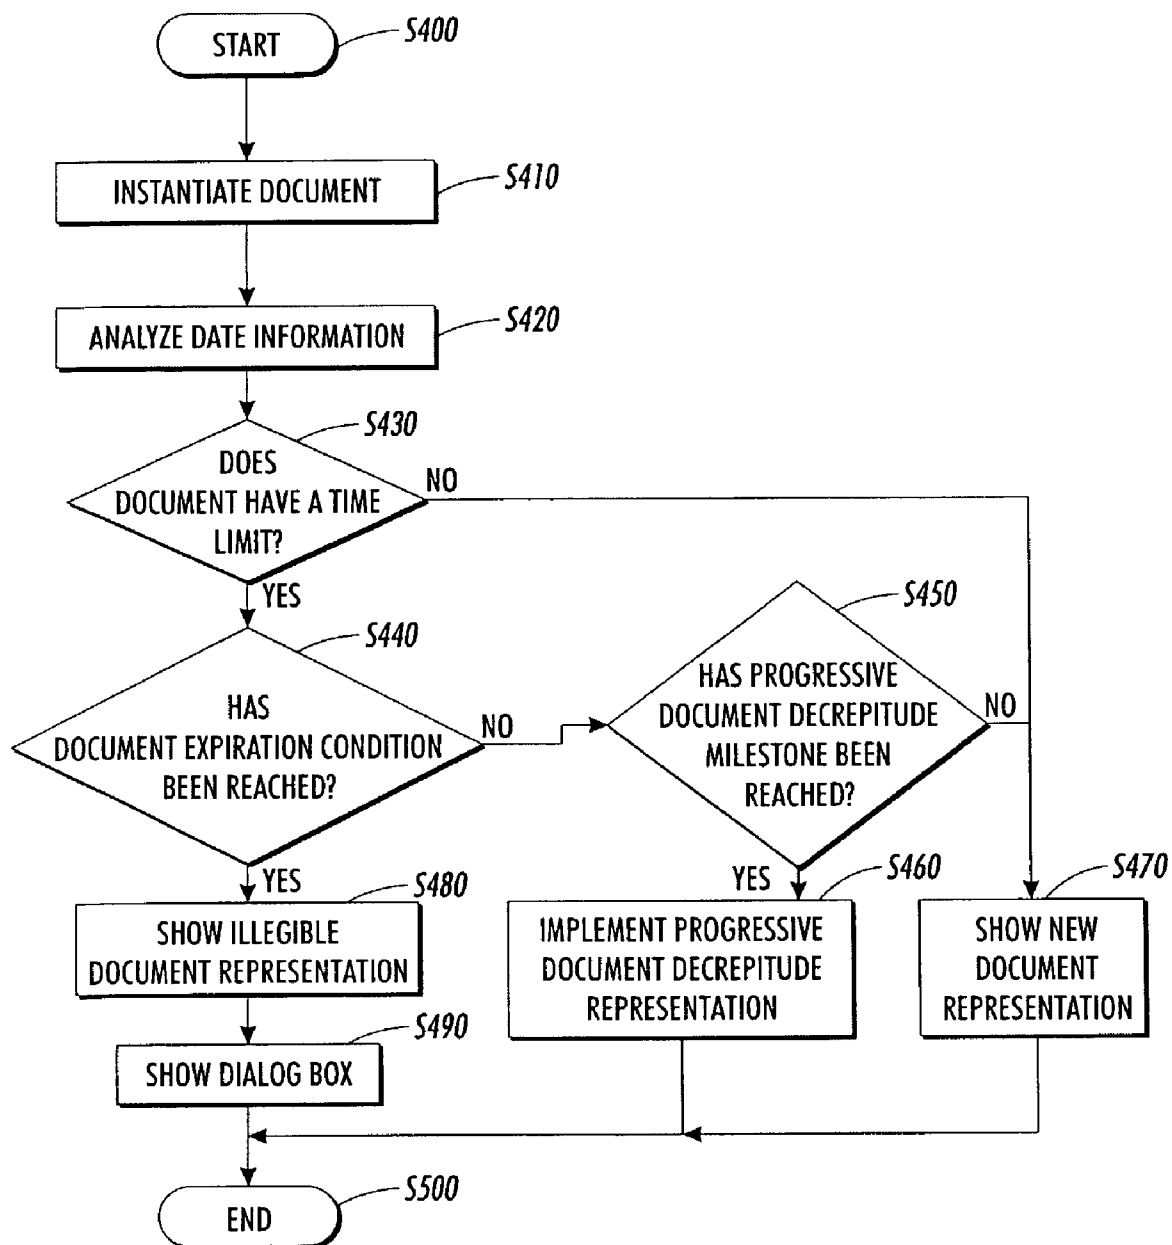 START
S400
INSTANTIATE DOCUMENT
S410
ANALYZE DATE INFORMATION
S420
S430
DOES
DOCUMENT HAVE A TIME
LIMIT?
NO
YES
S440
HAS
DOCUMENT EXPIRATION CONDITION
BEEN REACHED?
NO
YES
S450
HAS PROGRESSIVE
DOCUMENT DECREPITUDE
MILESTONE BEEN
REACHED?
NO
YES
S480
SHOW ILLEGIBLE
DOCUMENT REPRESENTATION
S460
IMPLEMENT PROGRESSIVE
DOCUMENT DECREPITUDE
REPRESENTATION
S470
SHOW NEW
DOCUMENT
REPRESENTATION
S490
SHOW DIALOG BOX
S500
END